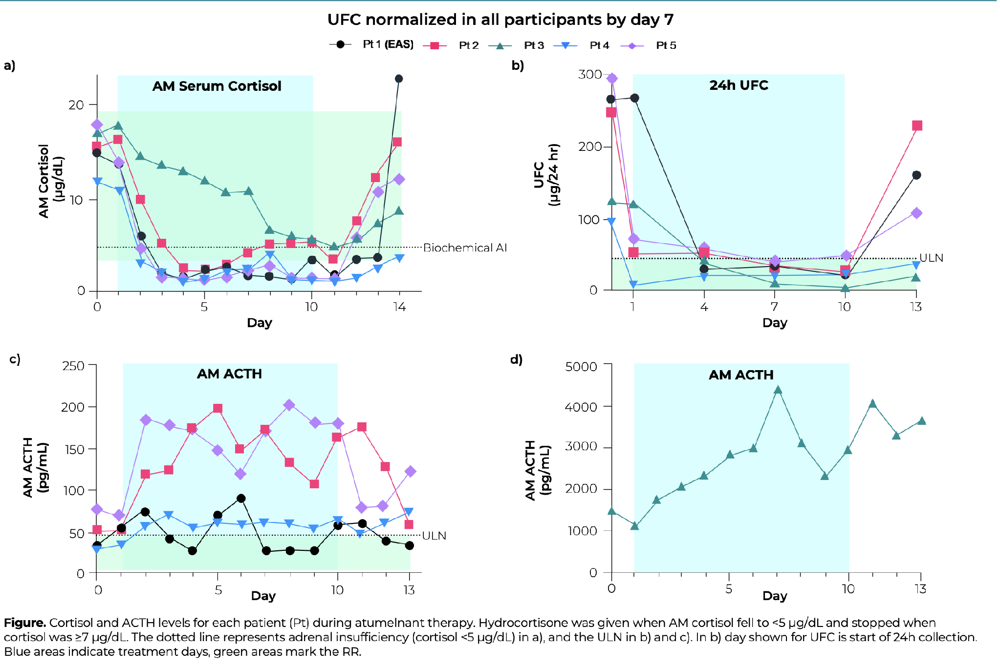 UFC normalized in all participants by day 7
Pt 1 (EAS) Pt 2 Pt 3 Pt 4 Pt 5
a)
AM Serum Cortisol
AM Cortisol
(µg/dL)
20
10
0
Biochemical AI
0 5 10 14
Day
b)
24h UFC
UFC
(µg/24 hr)
300
200
100
0
ULN
1 4 7 10 13
Day
c)
AM ACTH
AM ACTH
(pg/mL)
250
200
150
100
50
0
ULN
0 5 10 13
Day
d)
AM ACTH
AM ACTH
(pg/mL)
5000
4000
3000
2000
1000
0
0 5 10 13
Day
Figure. Cortisol and ACTH levels for each patient (Pt) during atumelnant therapy. Hydrocortisone was given when AM cortisol fell to <5 µg/dL and stopped when
cortisol was ≥7 µg/dL. The dotted line represents adrenal insufficiency (cortisol <5 µg/dL) in a), and the ULN in b) and c). In b) day shown for UFC is start of 24h collection.
Blue areas indicate treatment days, green areas mark the RR.